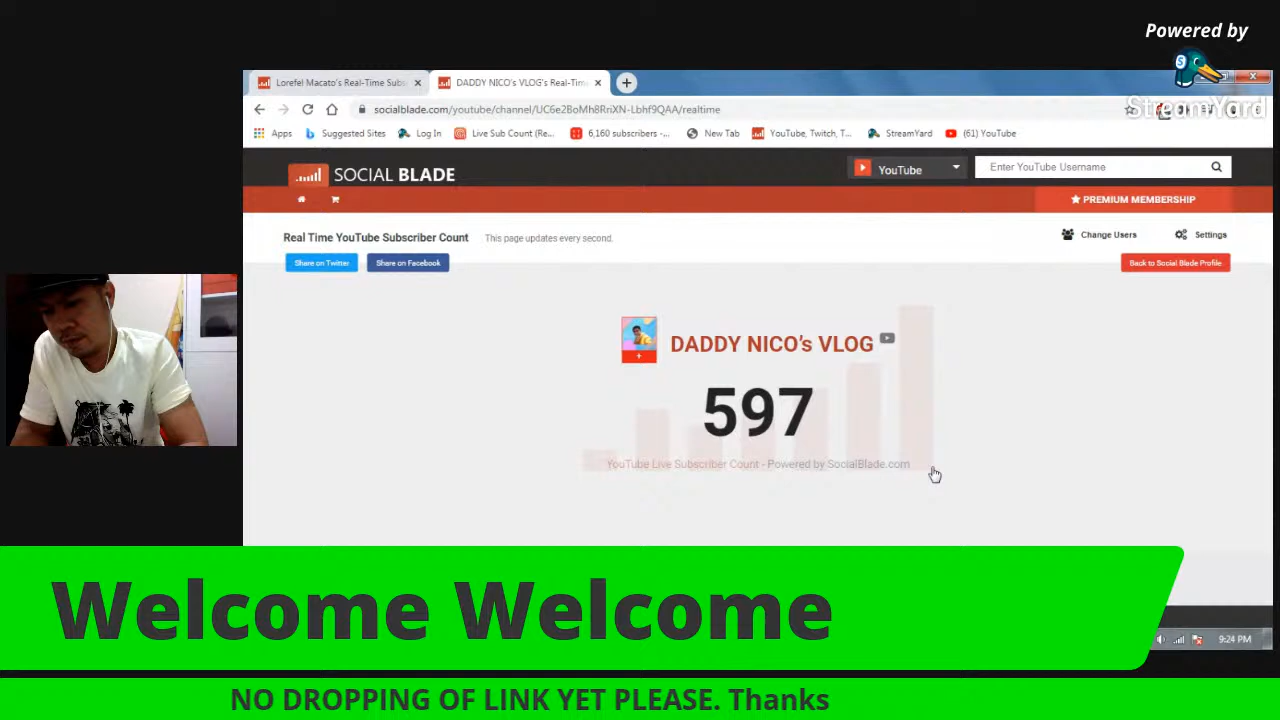 Powered by
StreamYard
Lorefel Macato's Real-Time Subs
DADDY NICO's VLOG's Real-Tim
socialblade.com/youtube/channel/UC6e2BoMh8RriXN-Lbhf9QAA/realtime
Apps
Suggested Sites
Log In
Live Sub Count (Re...
6,160 subscribers -...
New Tab
YouTube, Twitch, T...
StreamYard
(61) YouTube
SOCIAL BLADE
YouTube
Enter YouTube Username
PREMIUM MEMBERSHIP
Real Time YouTube Subscriber Count
This page updates every second.
Change Users
Settings
Share on Twitter
Share on Facebook
Back to Social Blade Profile
DADDY NICO's VLOG
597
YouTube Live Subscriber Count - Powered by SocialBlade.com
Welcome Welcome
9:24 PM
NO DROPPING OF LINK YET PLEASE. Thanks